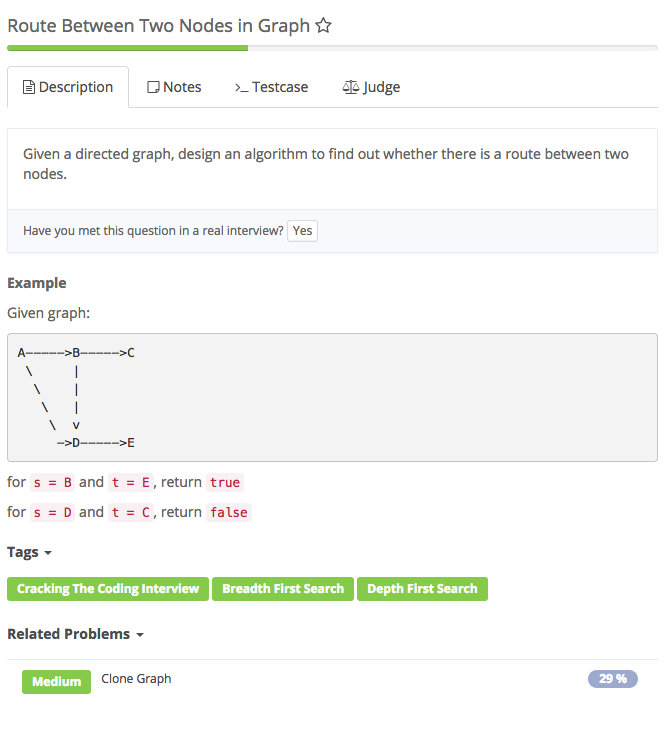 Route Between Two Nodes in Graph
Description Notes >_ Testcase Judge
Given a directed graph, design an algorithm to find out whether there is a route between two
nodes.
Have you met this question in a real interview? Yes
Example
Given graph:
A----->B----->C
 \     |
  \    |
   \   |
    \  v
     ->D----->E
for s = B and t = E, return true
for s = D and t = C, return false
Tags
Cracking The Coding Interview Breadth First Search Depth First Search
Related Problems
Medium Clone Graph 29 %